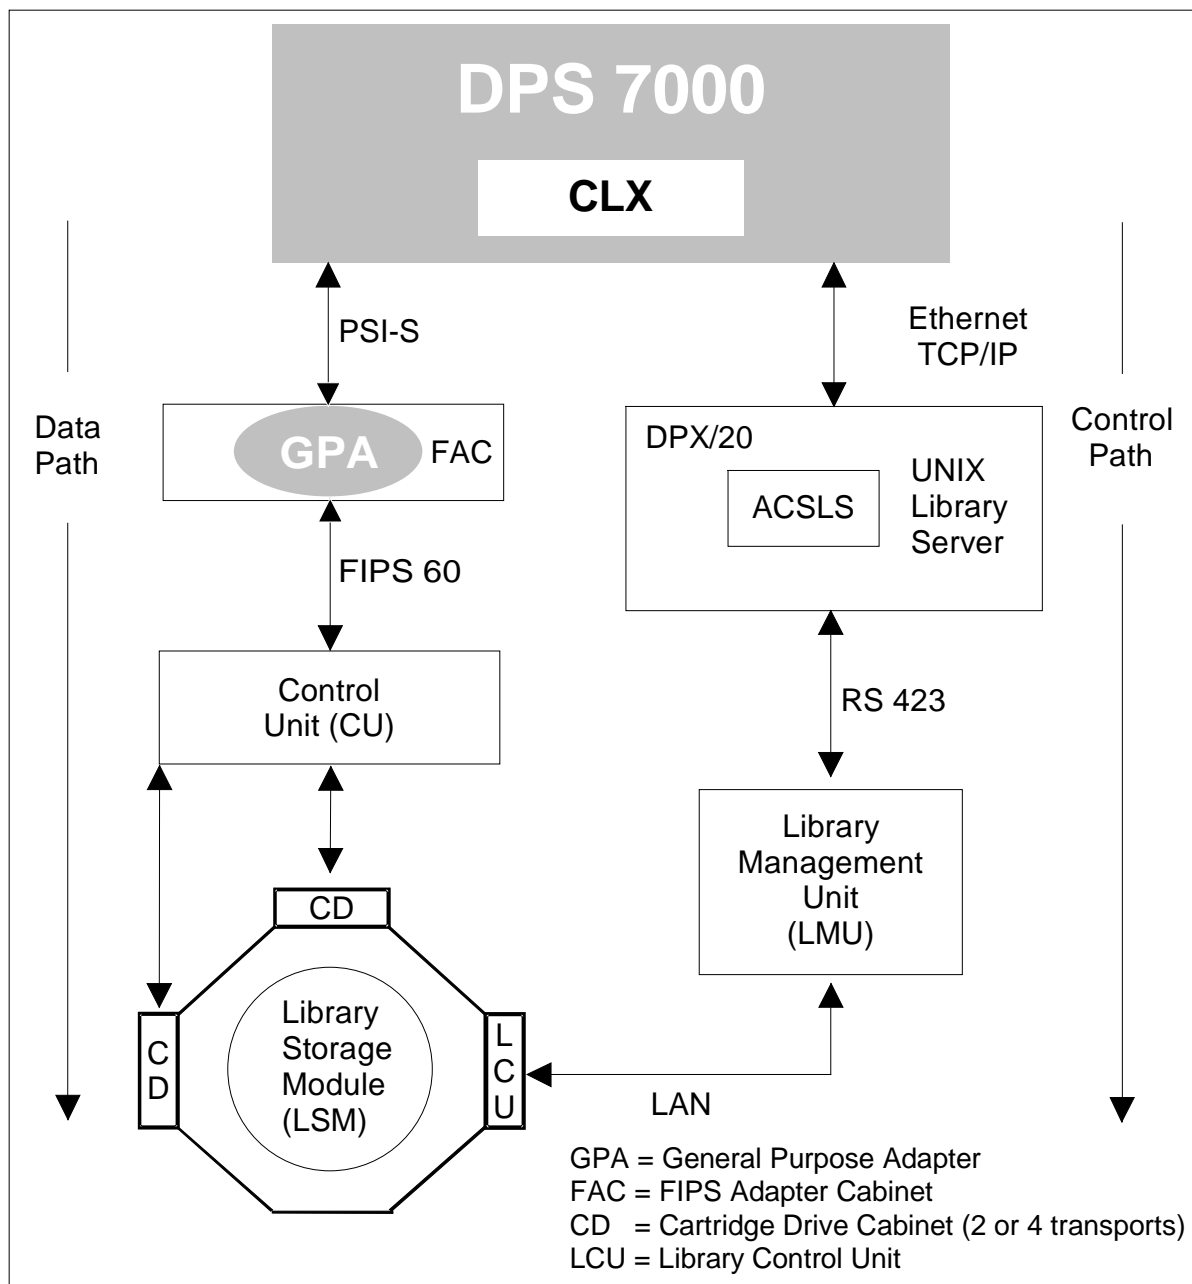 DPS 7000
CLX
PSI-S
Ethernet
TCP/IP
Data
Path
GPA
FAC
DPX/20
ACSLS
UNIX
Library
Server
Control
Path
FIPS 60
Control
Unit (CU)
RS 423
Library
Management
Unit
(LMU)
CD
C
D
Library
Storage
Module
(LSM)
L
C
U
LAN
GPA = General Purpose Adapter
FAC = FIPS Adapter Cabinet
CD = Cartridge Drive Cabinet (2 or 4 transports)
LCU = Library Control Unit